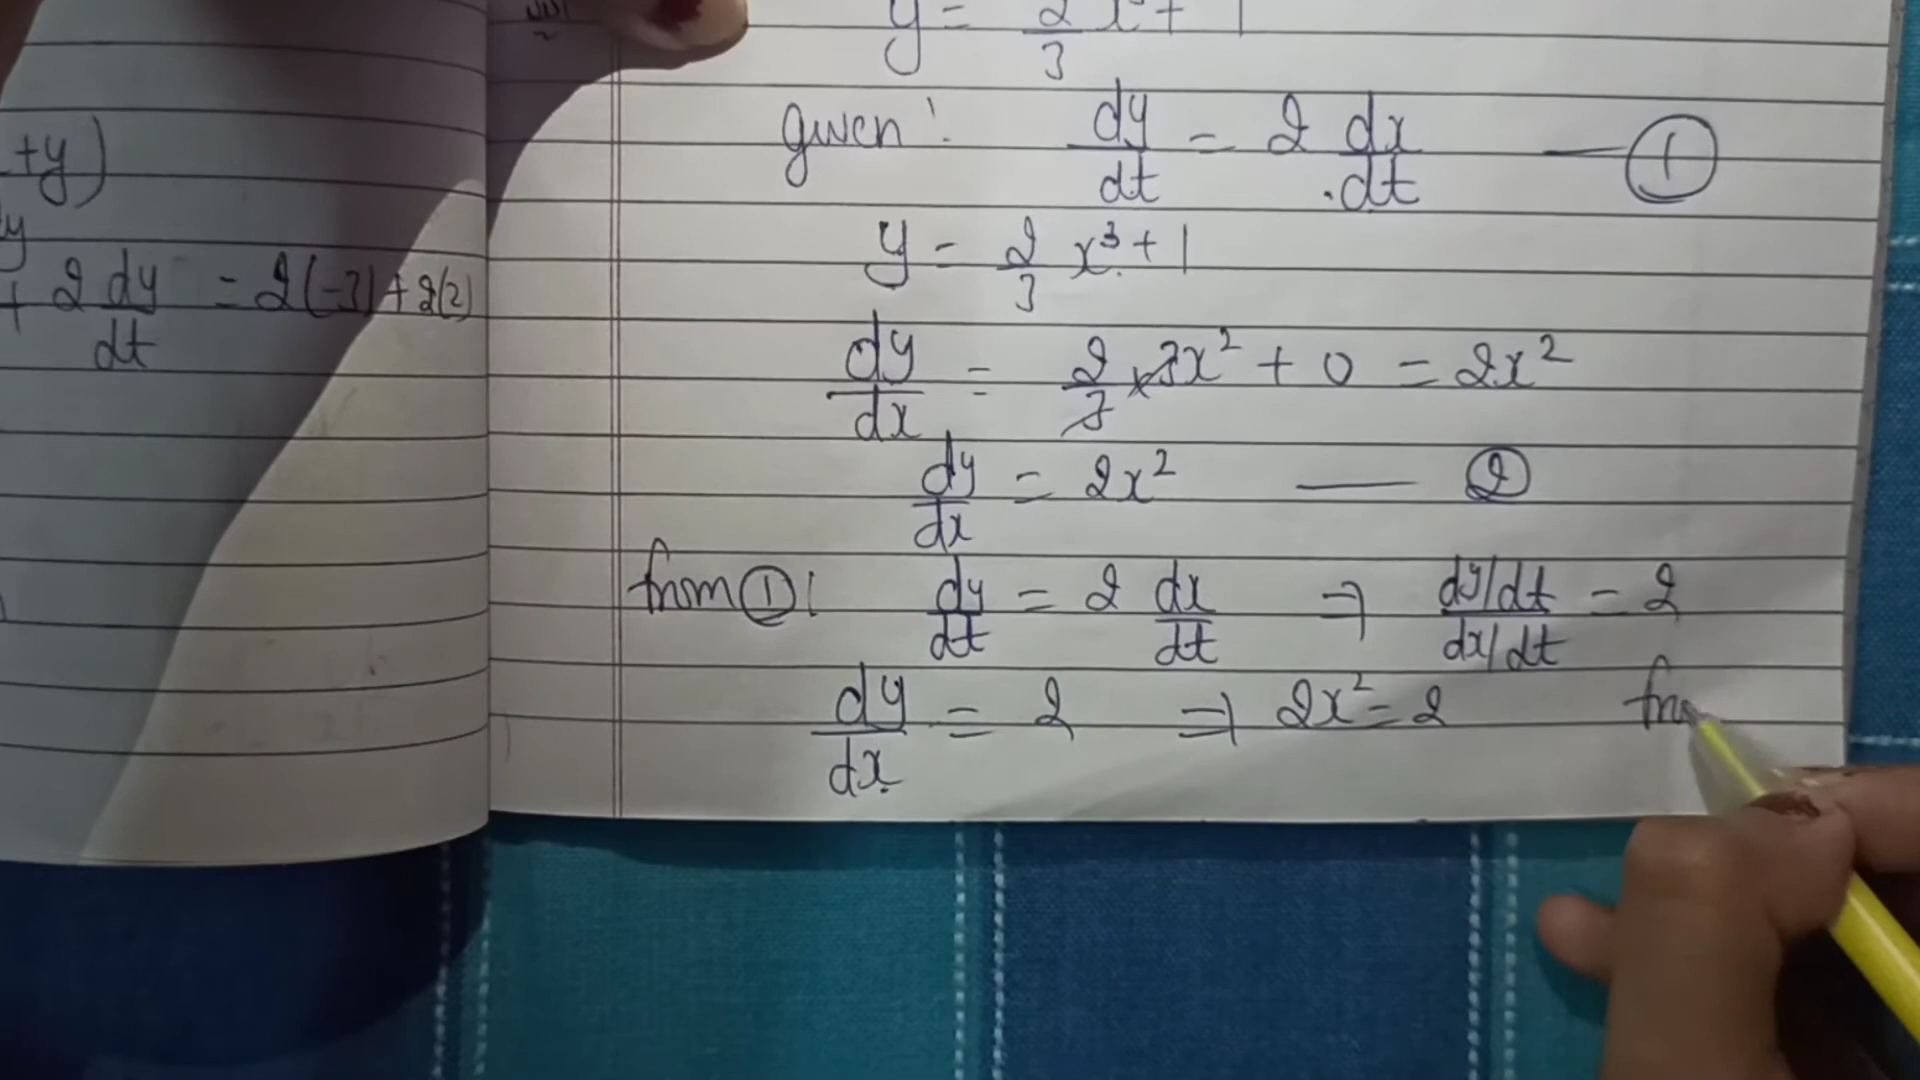 +y)
+ 2 dy/dt = 2(-3) + 2(2)
y = 2/3 x³ + 1
given: dy/dt = 2 dx/dt — ①
y = 2/3 x³ + 1
dy/dx = 2/3 × 3x² + 0 = 2x²
dy/dx = 2x² — ②
from ①: dy/dt = 2 dx/dt ⇒ dy/dt / dx/dt = 2
dy/dx = 2 ⇒ 2x² = 2